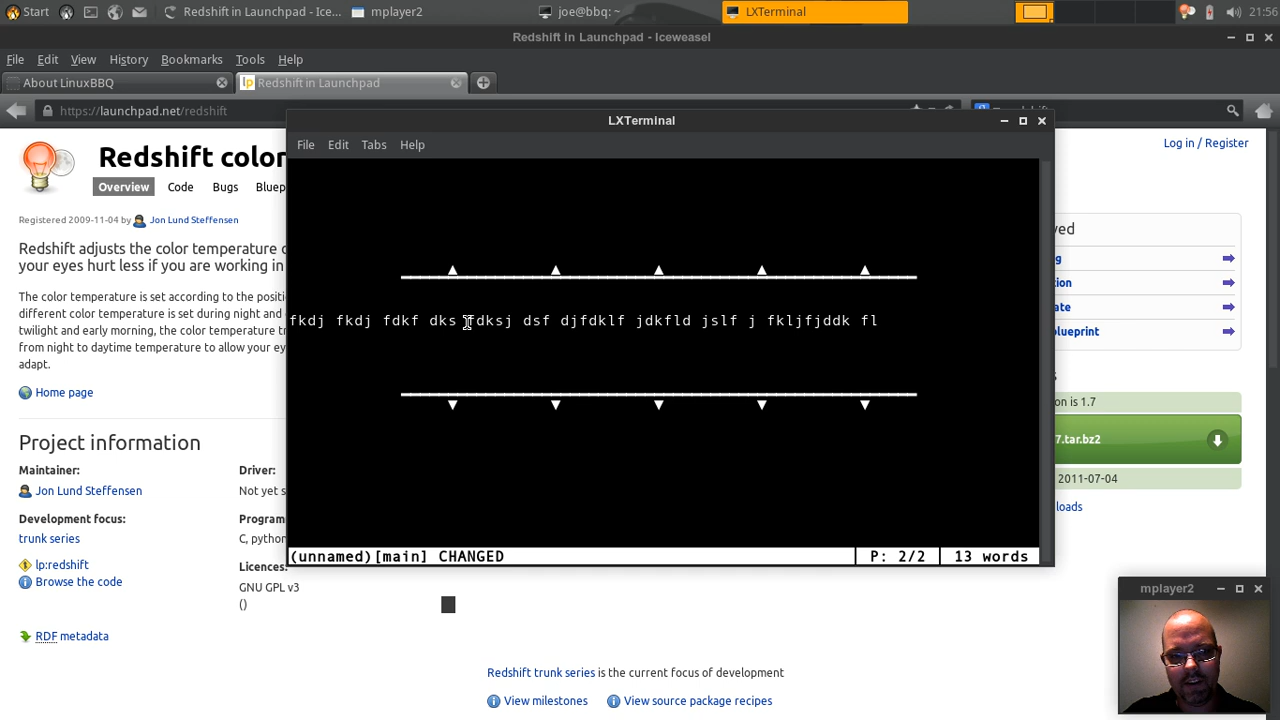 Start
Redshift in Launchpad - Ice...
mplayer2
joe@bbq: ~
LXTerminal
21:56
Redshift in Launchpad - Iceweasel
File Edit View History Bookmarks Tools Help
About LinuxBBQ
Redshift in Launchpad
https://launchpad.net/redshift
LXTerminal
File Edit Tabs Help
Log in / Register
Redshift color
Overview Code Bugs Bluep
Registered 2009-11-04 by Jon Lund Steffensen
Redshift adjusts the color temperature
your eyes hurt less if you are working in
The color temperature is set according to the positi
different color temperature is set during night and
twilight and early morning, the color temperature tr
from night to daytime temperature to allow your eye
adapt.
Home page
Project information
Maintainer:
Jon Lund Steffensen
Driver:
Not yet s
Development focus:
trunk series
Program
C, python
lp:redshift
Browse the code
Licences:
GNU GPL v3
()
RDF metadata
fkdj fkdj fdkf dks fdksj dsf djfdklf jdkfld jslf j fkljfjddk fl
(unnamed)[main] CHANGED P: 2/2 13 words
ved
g
tion
ate
lueprint
on is 1.7
7.tar.bz2
2011-07-04
loads
Redshift trunk series is the current focus of development
View milestones View source package recipes
mplayer2